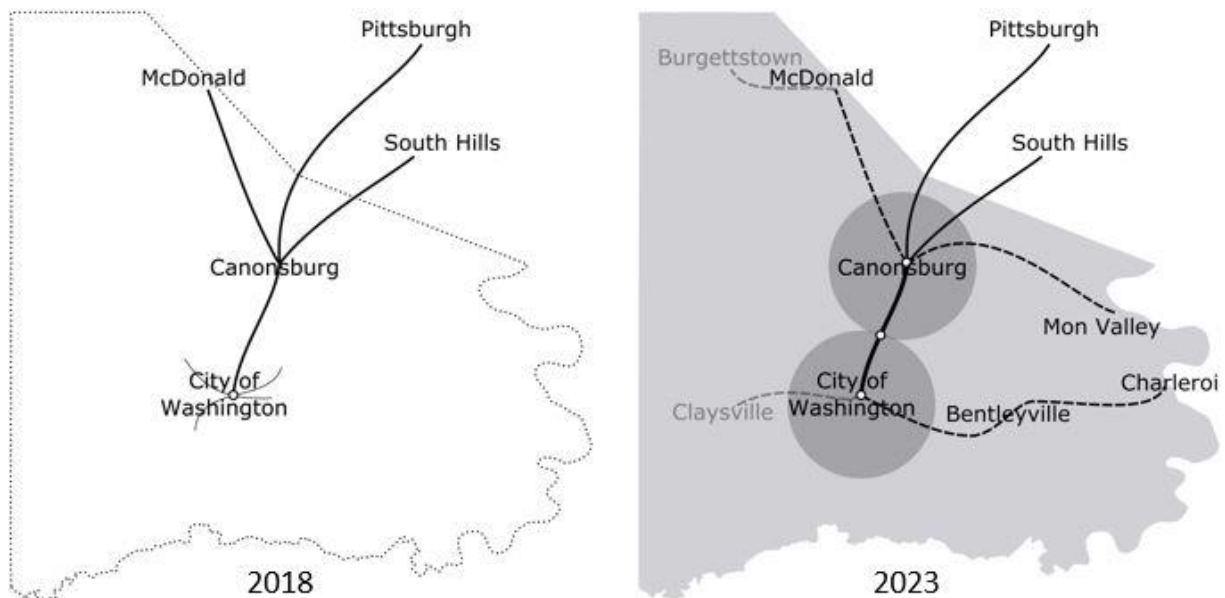 Pittsburgh
McDonald
South Hills
Canonsburg
City of
Washington
2018
Pittsburgh
Burgettstown
McDonald
South Hills
Canonsburg
Mon Valley
City of
Washington
Charleroi
Claysville
Bentleyville
2023